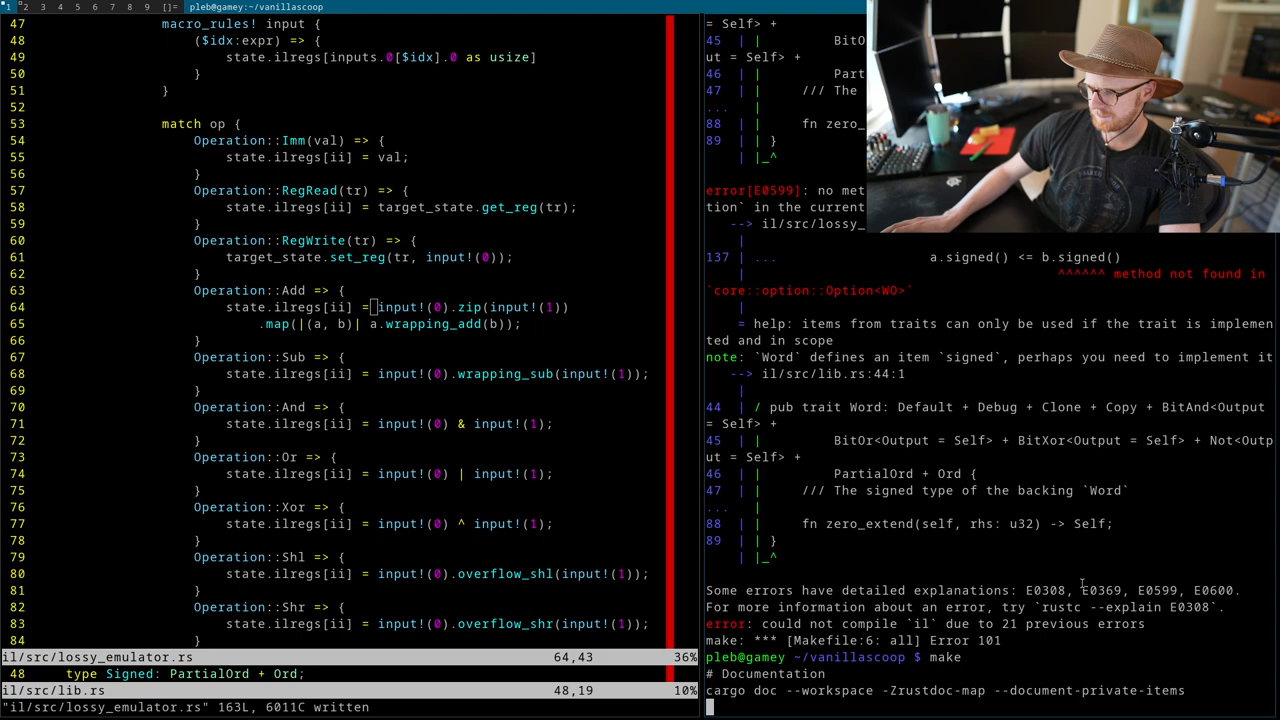 1 2 3 4 5 6 7 8 9 []= pleb@gamey:~/vanillascoop
47 macro_rules! input {
48 ($idx:expr) => {
49 state.ilregs[inputs.0[$idx].0 as usize]
50 }
51 }
52
53 match op {
54 Operation::Imm(val) => {
55 state.ilregs[ii] = val;
56 }
57 Operation::RegRead(tr) => {
58 state.ilregs[ii] = target_state.get_reg(tr);
59 }
60 Operation::RegWrite(tr) => {
61 target_state.set_reg(tr, input!(0));
62 }
63 Operation::Add => {
64 state.ilregs[ii] = input!(0).zip(input!(1))
65 .map(|(a, b)| a.wrapping_add(b));
66 }
67 Operation::Sub => {
68 state.ilregs[ii] = input!(0).wrapping_sub(input!(1));
69 }
70 Operation::And => {
71 state.ilregs[ii] = input!(0) & input!(1);
72 }
73 Operation::Or => {
74 state.ilregs[ii] = input!(0) | input!(1);
75 }
76 Operation::Xor => {
77 state.ilregs[ii] = input!(0) ^ input!(1);
78 }
79 Operation::Shl => {
80 state.ilregs[ii] = input!(0).overflow_shl(input!(1));
81 }
82 Operation::Shr => {
83 state.ilregs[ii] = input!(0).overflow_shr(input!(1));
84 }
il/src/lossy_emulator.rs 64,43 36%
48 type Signed: PartialOrd + Ord;
il/src/lib.rs 48,19 10%
"il/src/lossy_emulator.rs" 163L, 6011C written
= Self> +
45 | | BitO
ut = Self> +
46 | | Part
47 | | /// The
... |
88 | | fn zero_
89 | | }
| |_^
error[E0599]: no met
tion` in the current
--> il/src/lossy_
|
137 | ... a.signed() <= b.signed()
| ^^^^^^ method not found in
`core::option::Option<WO>`
|
= help: items from traits can only be used if the trait is implemen
ted and in scope
note: `Word` defines an item `signed`, perhaps you need to implement it
--> il/src/lib.rs:44:1
|
44 | / pub trait Word: Default + Debug + Clone + Copy + BitAnd<Output
= Self> +
45 | | BitOr<Output = Self> + BitXor<Output = Self> + Not<Outp
ut = Self> +
46 | | PartialOrd + Ord {
47 | | /// The signed type of the backing `Word`
... |
88 | | fn zero_extend(self, rhs: u32) -> Self;
89 | | }
| |_^
Some errors have detailed explanations: E0308, E0369, E0599, E0600.
For more information about an error, try `rustc --explain E0308`.
error: could not compile `il` due to 21 previous errors
make: *** [Makefile:6: all] Error 101
pleb@gamey ~/vanillascoop $ make
# Documentation
cargo doc --workspace -Zrustdoc-map --document-private-items